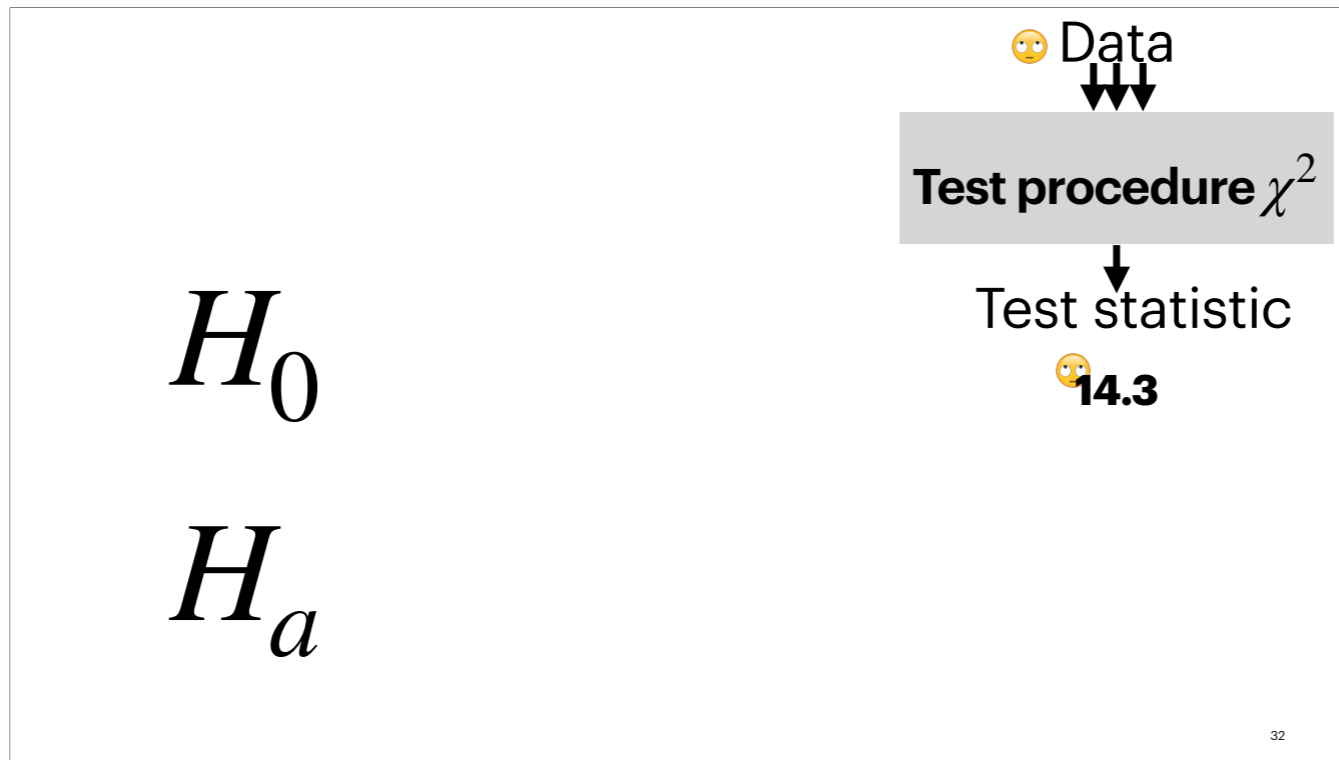 🙄 Data
Test procedure χ²
Test statistic
🙄14.3
H₀
Hₐ
32